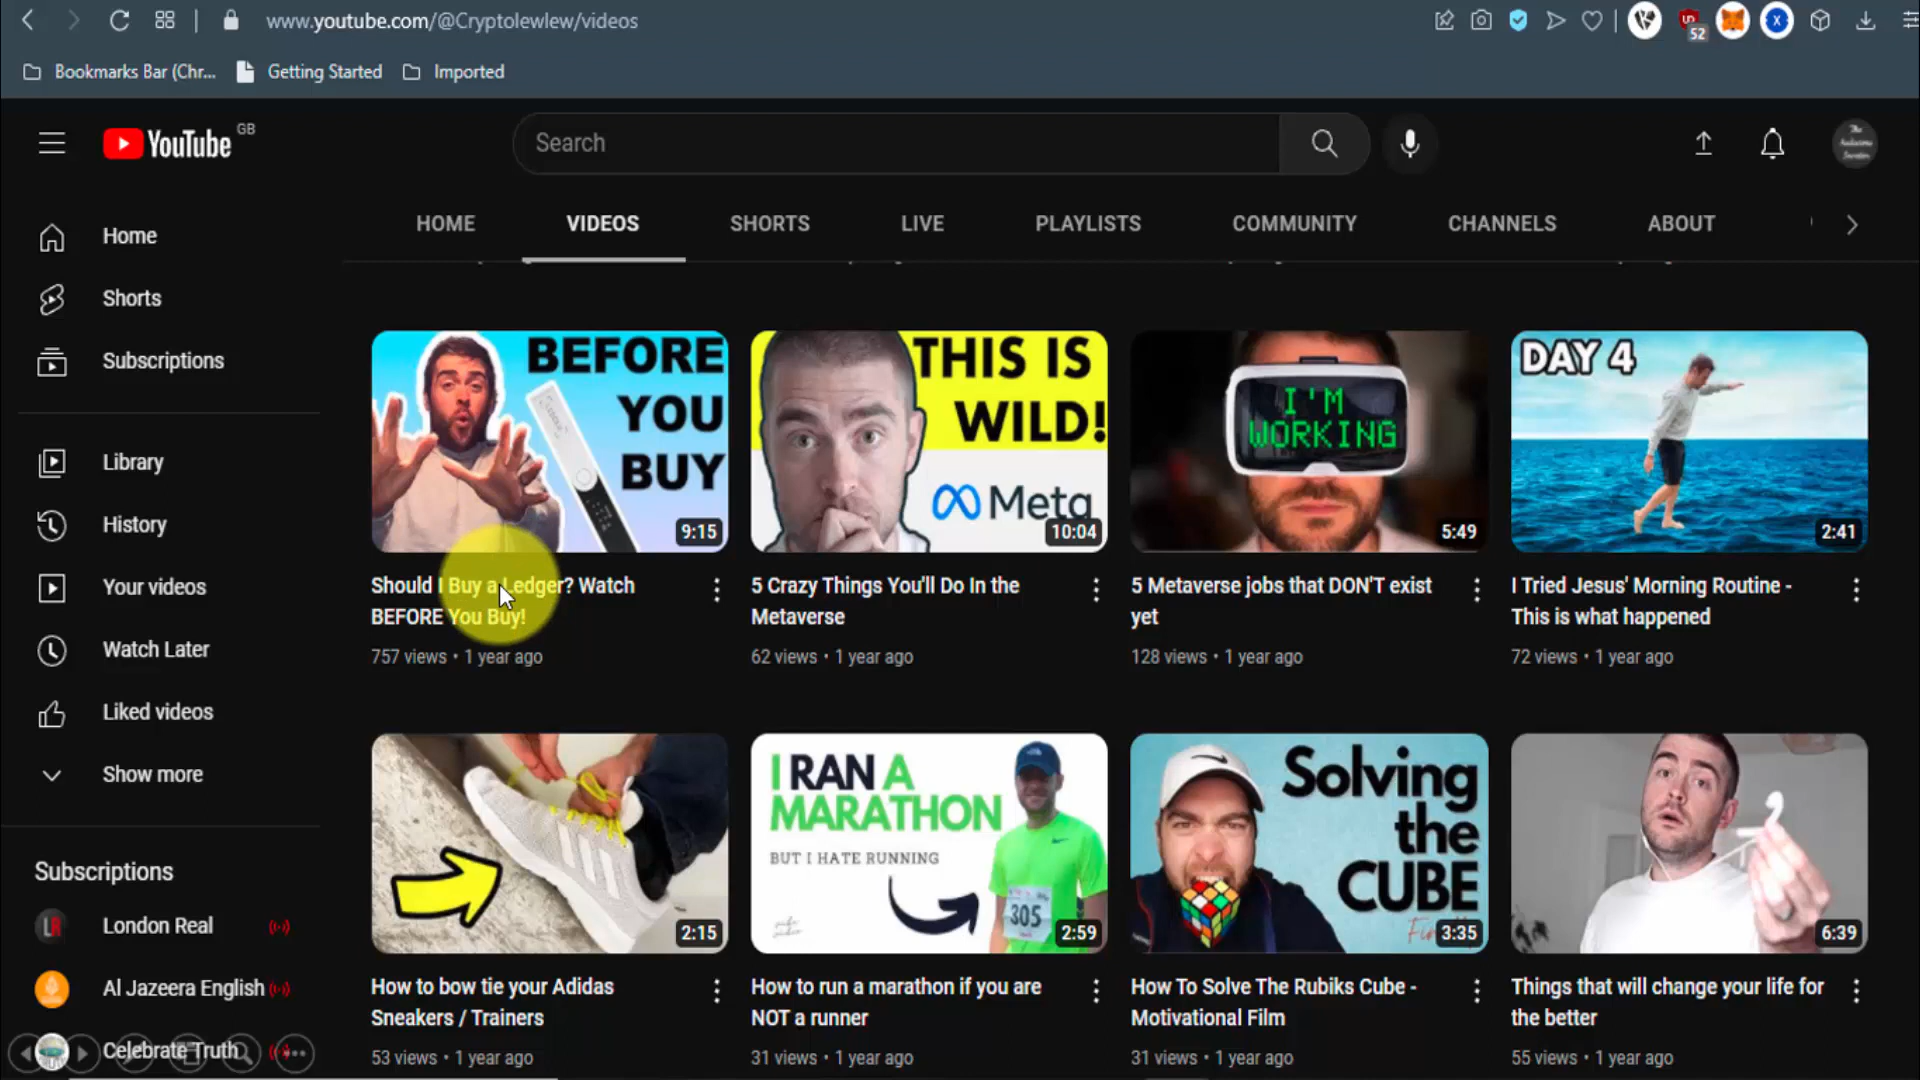 www.youtube.com/@Cryptolewlew/videos
52
Bookmarks Bar (Chr...
Getting Started
Imported
YouTube GB
Search
HOME
VIDEOS
SHORTS
LIVE
PLAYLISTS
COMMUNITY
CHANNELS
ABOUT
Home
Shorts
Subscriptions
Library
History
Your videos
Watch Later
Liked videos
Show more
Subscriptions
London Real
Al Jazeera English
Celebrate Truth
BEFORE
YOU
BUY
9:15
Should I Buy a Ledger? Watch
BEFORE You Buy!
757 views • 1 year ago
THIS IS
WILD!
Meta
10:04
5 Crazy Things You'll Do In the
Metaverse
62 views • 1 year ago
I'M
WORKING
5:49
5 Metaverse jobs that DON'T exist
yet
128 views • 1 year ago
DAY 4
2:41
I Tried Jesus' Morning Routine -
This is what happened
72 views • 1 year ago
2:15
How to bow tie your Adidas
Sneakers / Trainers
53 views • 1 year ago
I RAN A
MARATHON
BUT I HATE RUNNING
305
2:59
How to run a marathon if you are
NOT a runner
31 views • 1 year ago
Solving
the
CUBE
3:35
How To Solve The Rubiks Cube -
Motivational Film
31 views • 1 year ago
6:39
Things that will change your life for
the better
55 views • 1 year ago